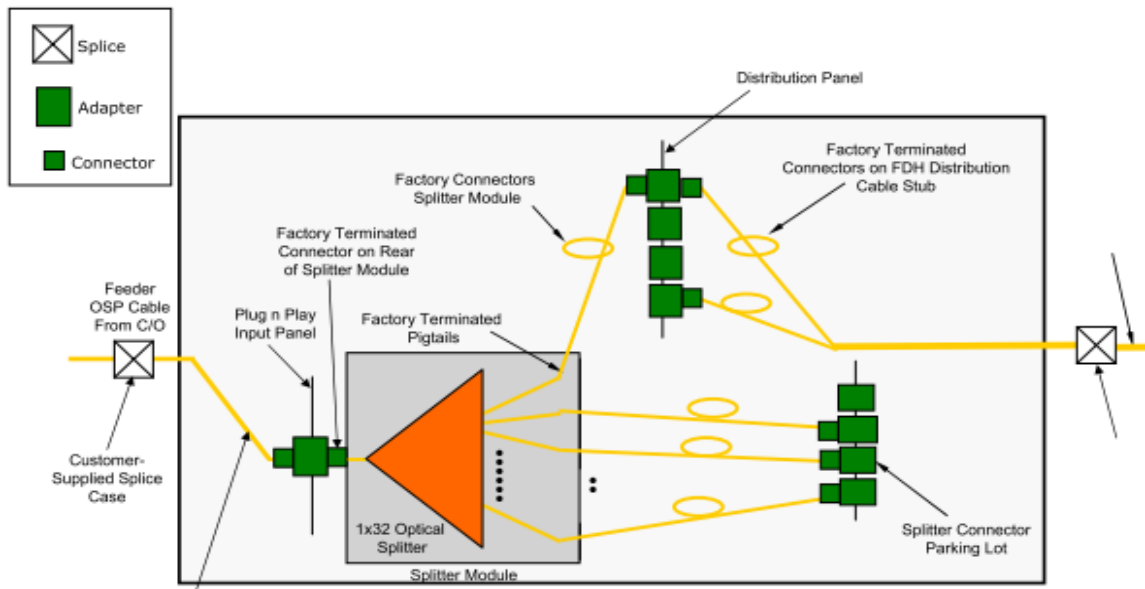 Splice
Adapter
Connector
Distribution Panel
Factory Terminated
Connectors on FDH Distribution
Cable Stub
Factory Connectors
Splitter Module
Factory Terminated
Connector on Rear
of Splitter Module
Feeder
OSP Cable
From C/O
Plug n Play
Input Panel
Factory Terminated
Pigtails
Customer-
Supplied Splice
Case
1x32 Optical
Splitter
Splitter Module
Splitter Connector
Parking Lot